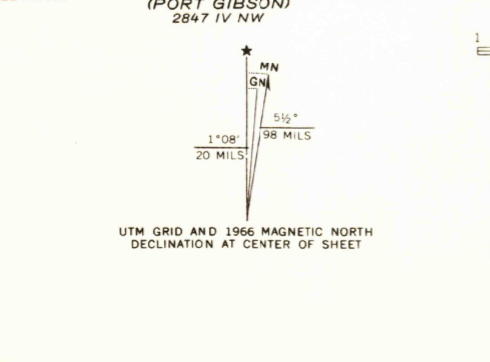 (PORT GIBSON)
2847 IV NW
★
MN
GN
5½°
98 MILS
1°08'
20 MILS
UTM GRID AND 1966 MAGNETIC NORTH
DECLINATION AT CENTER OF SHEET
1